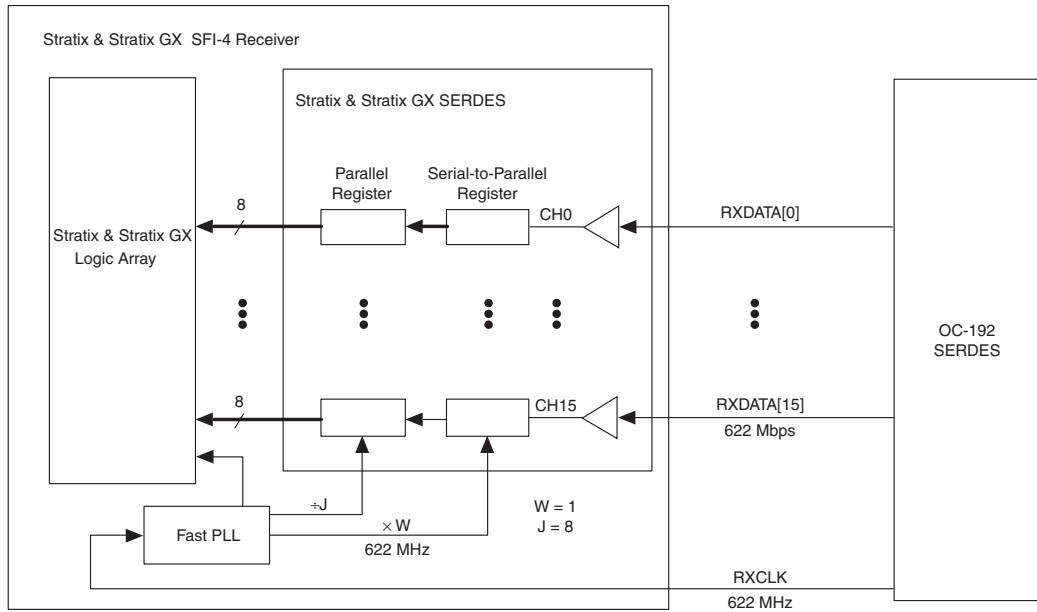 Stratix & Stratix GX SFI-4 Receiver
Stratix & Stratix GX SERDES
Parallel
Register
Serial-to-Parallel
Register
8
CH0
RXDATA[0]
Stratix & Stratix GX
Logic Array
OC-192
SERDES
8
CH15
RXDATA[15]
622 Mbps
÷J
W = 1
J = 8
Fast PLL
× W
622 MHz
RXCLK
622 MHz